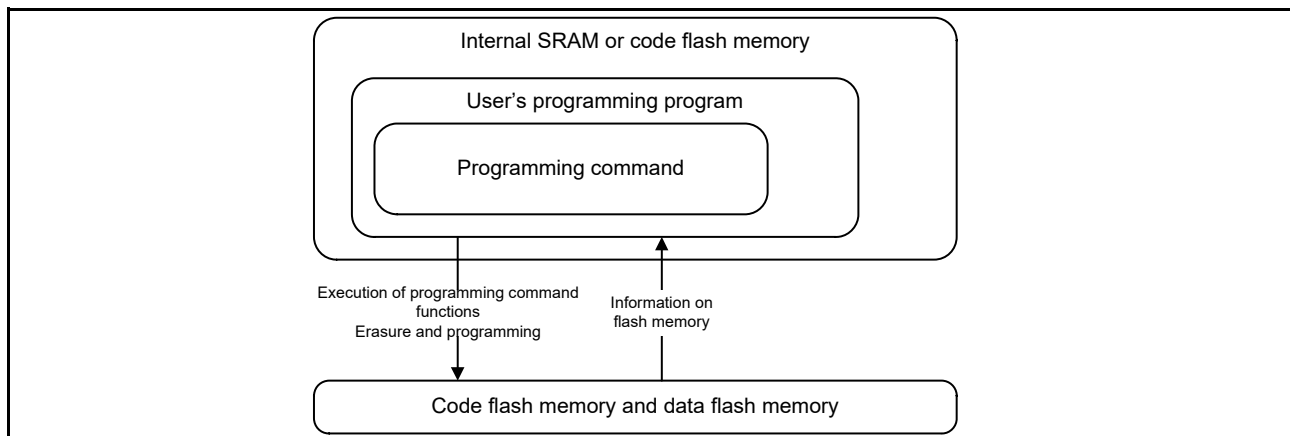 Internal SRAM or code flash memory
User's programming program
Programming command
Execution of programming command
functions
Erasure and programming
Information on
flash memory
Code flash memory and data flash memory